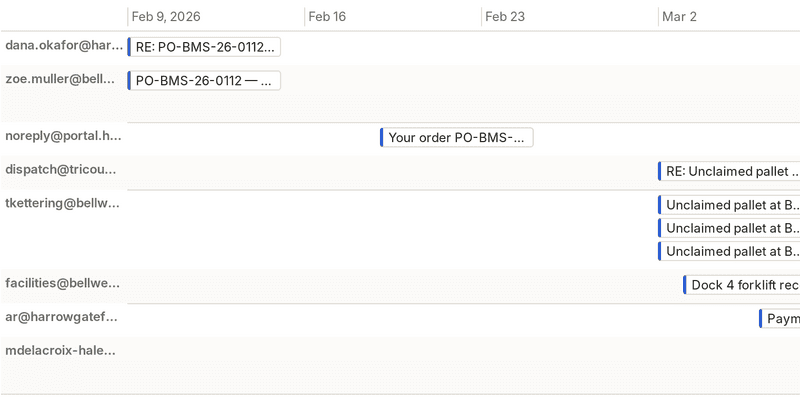 Feb 9, 2026 Feb 16 Feb 23 Mar 2
dana.okafor@har... RE: PO-BMS-26-0112...
zoe.muller@bell... PO-BMS-26-0112 — ...
noreply@portal.h... Your order PO-BMS-...
dispatch@tricou... RE: Unclaimed pallet ..
tkettering@bellw... Unclaimed pallet at B..
Unclaimed pallet at B..
Unclaimed pallet at B..
facilities@bellwe... Dock 4 forklift rec
ar@harrowgatef... Paym
mdelacroix-hale...